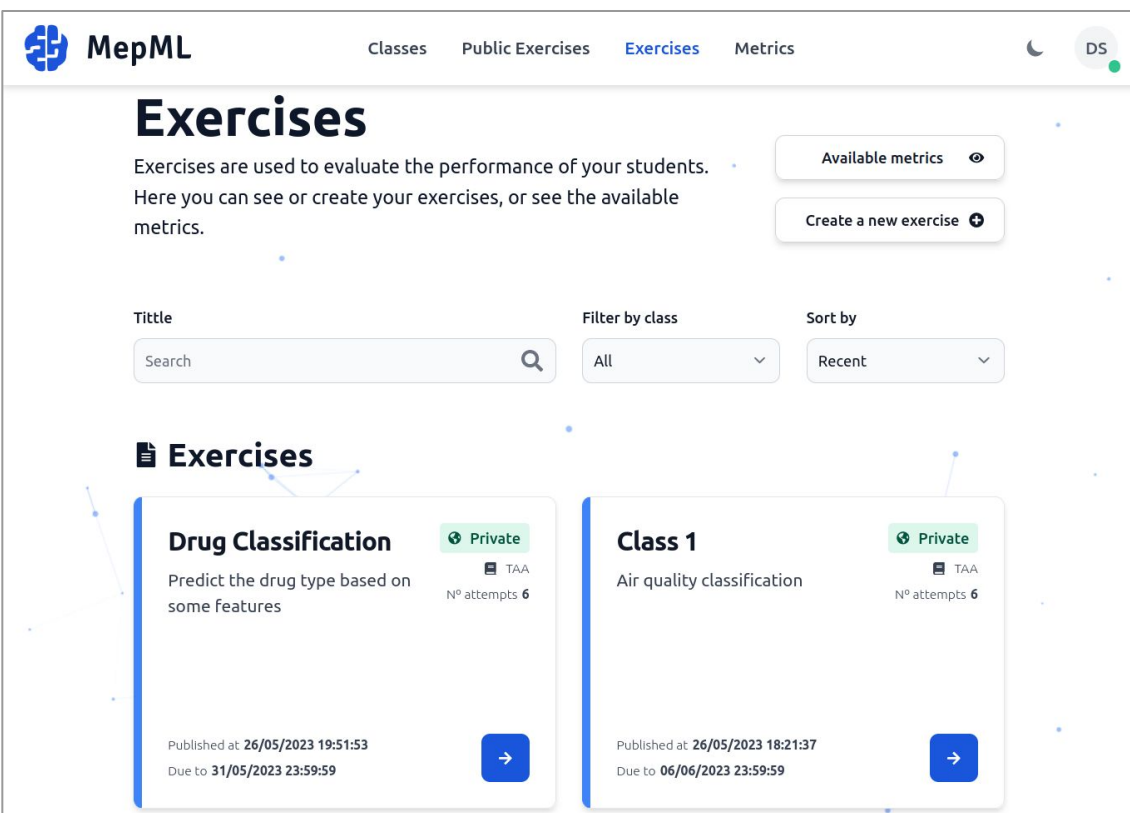 MepML
Classes Public Exercises Exercises Metrics DS
Exercises
Exercises are used to evaluate the performance of your students.
Here you can see or create your exercises, or see the available
metrics.
Available metrics
Create a new exercise
Tittle
Search
Filter by class
All
Sort by
Recent
Exercises
Drug Classification
Private
TAA
Nº attempts 6
Predict the drug type based on
some features
Published at 26/05/2023 19:51:53
Due to 31/05/2023 23:59:59
Class 1
Private
TAA
Nº attempts 6
Air quality classification
Published at 26/05/2023 18:21:37
Due to 06/06/2023 23:59:59